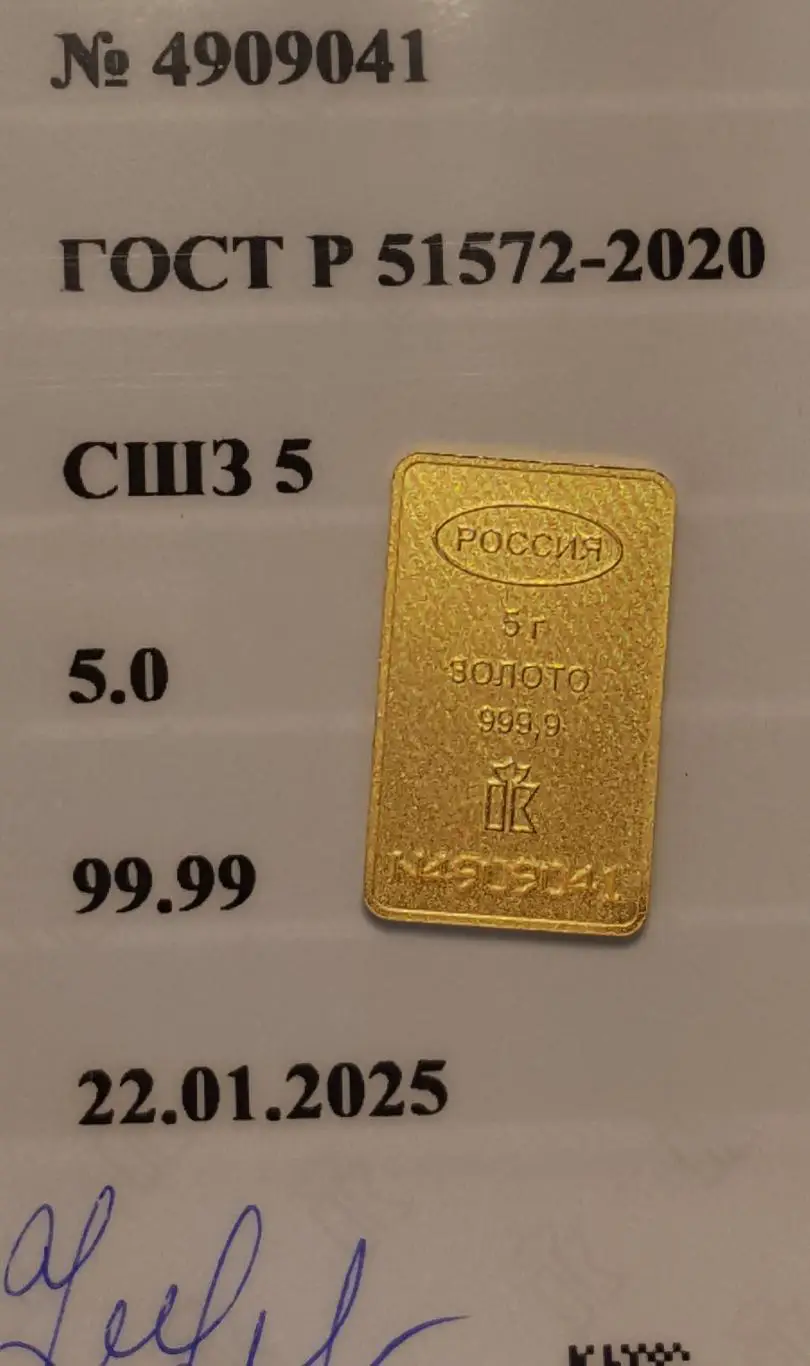 № 4909041
ГОСТ Р 51572-2020
СШЗ 5
РОССИЯ
5 г
ЗОЛОТО
999,9
5.0
N4909041
99.99
22.01.2025